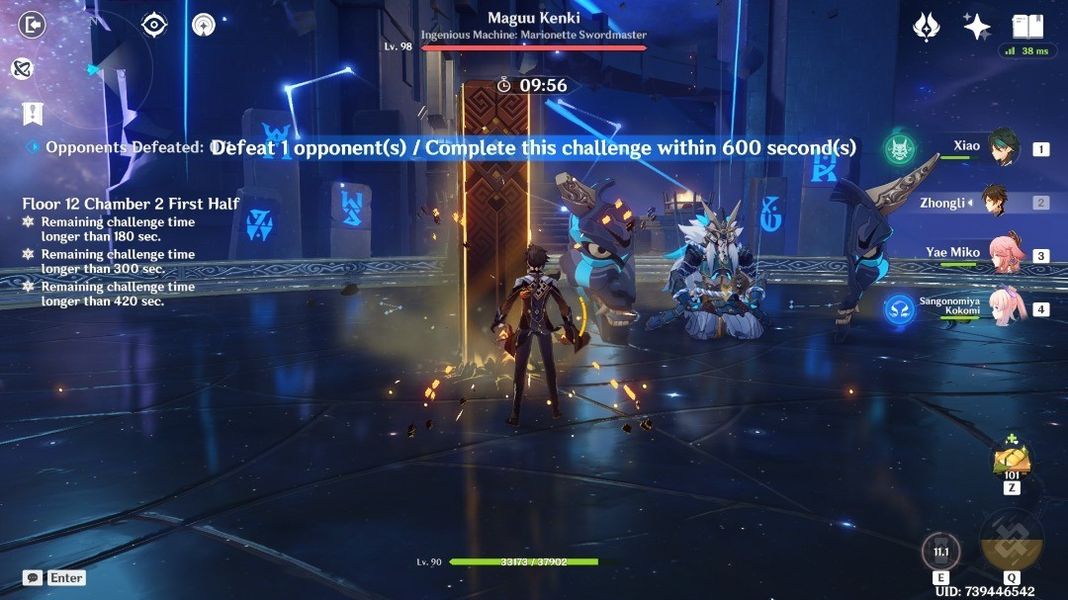 Maguu Kenki
Ingenious Machine: Marionette Swordmaster
Lv. 98
09:56
38 ms
Opponents Defeated:
Defeat 1 opponent(s) / Complete this challenge within 600 second(s)
Floor 12 Chamber 2 First Half
Remaining challenge time
longer than 180 sec.
Remaining challenge time
longer than 300 sec.
Remaining challenge time
longer than 420 sec.
Xiao 1
Zhongli 2
Yae Miko 3
Sangonomiya
Kokomi 4
101
Z
11.1
E
Q
Lv. 90 33173 / 37902
Enter
UID: 739446542